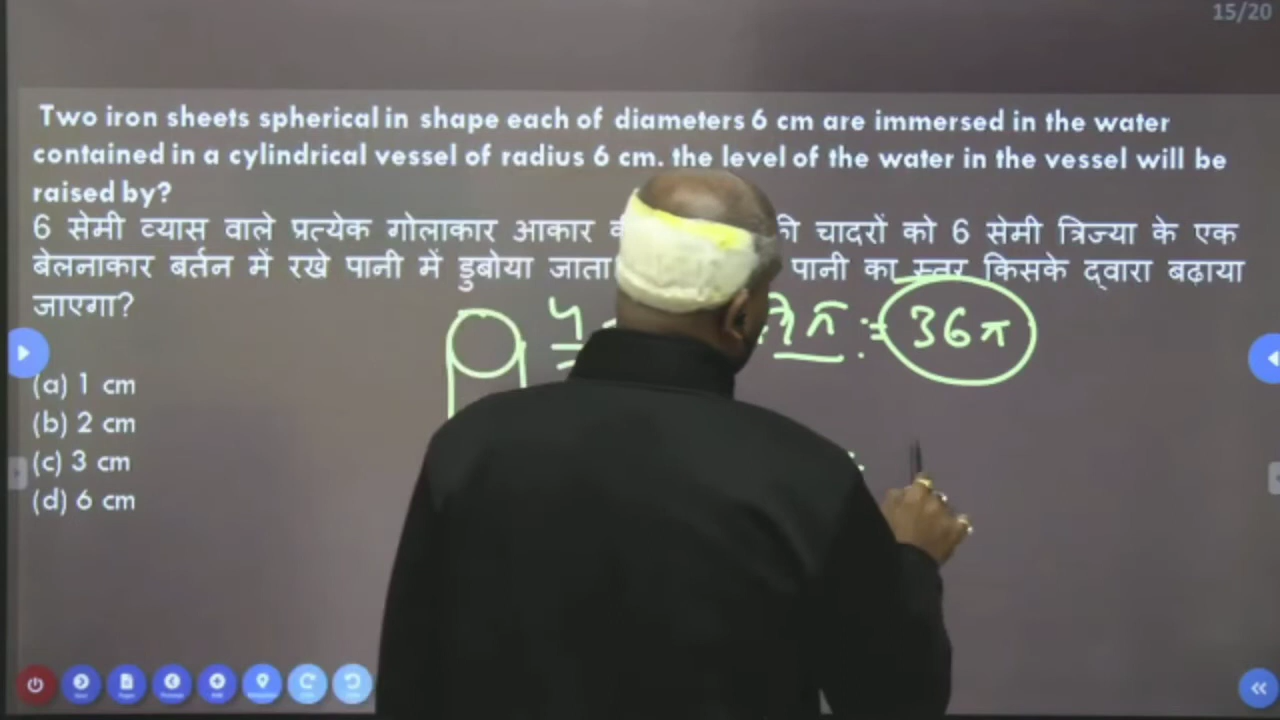 15/20
Two iron sheets spherical in shape each of diameters 6 cm are immersed in the water
contained in a cylindrical vessel of radius 6 cm. the level of the water in the vessel will be
raised by?
6 सेमी व्यास वाले प्रत्येक गोलाकार आकार चादरों को 6 सेमी त्रिज्या के एक
बेलनाकार बर्तन में रखे पानी में डुबोया जाता पानी का स्तर किसके द्वारा बढ़ाया
जाएगा?
= 36π
(a) 1 cm
(b) 2 cm
(c) 3 cm
(d) 6 cm